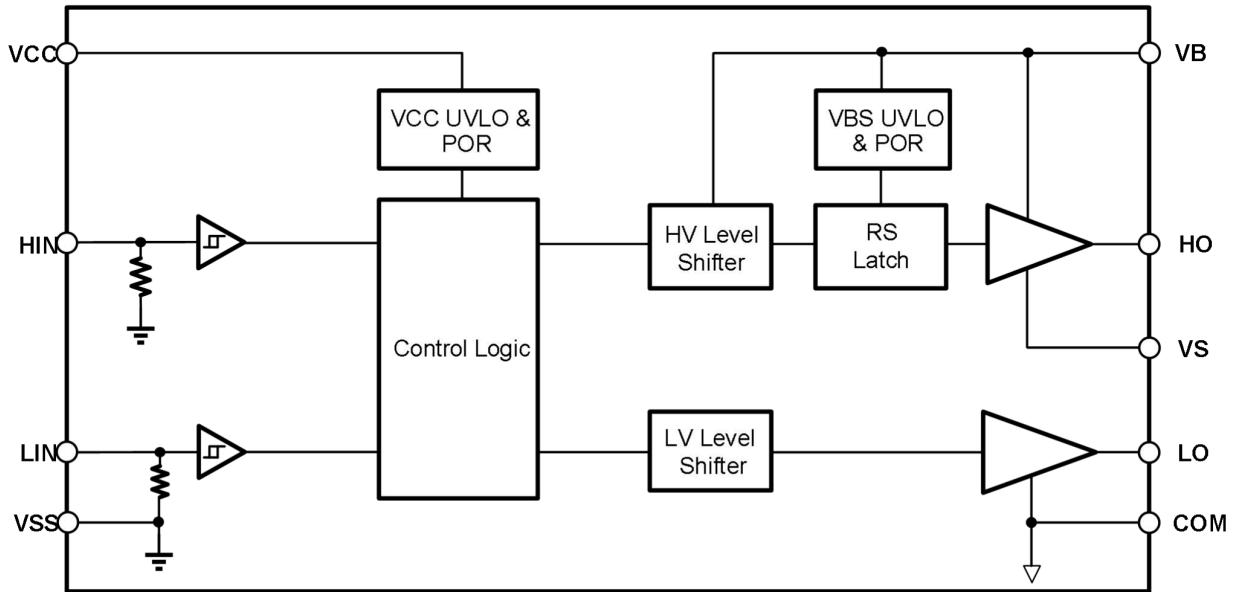 VCC
VB
VCC UVLO &
POR
VBS UVLO
& POR
HIN
HV Level
Shifter
RS
Latch
HO
Control Logic
VS
LIN
LV Level
Shifter
LO
VSS
COM